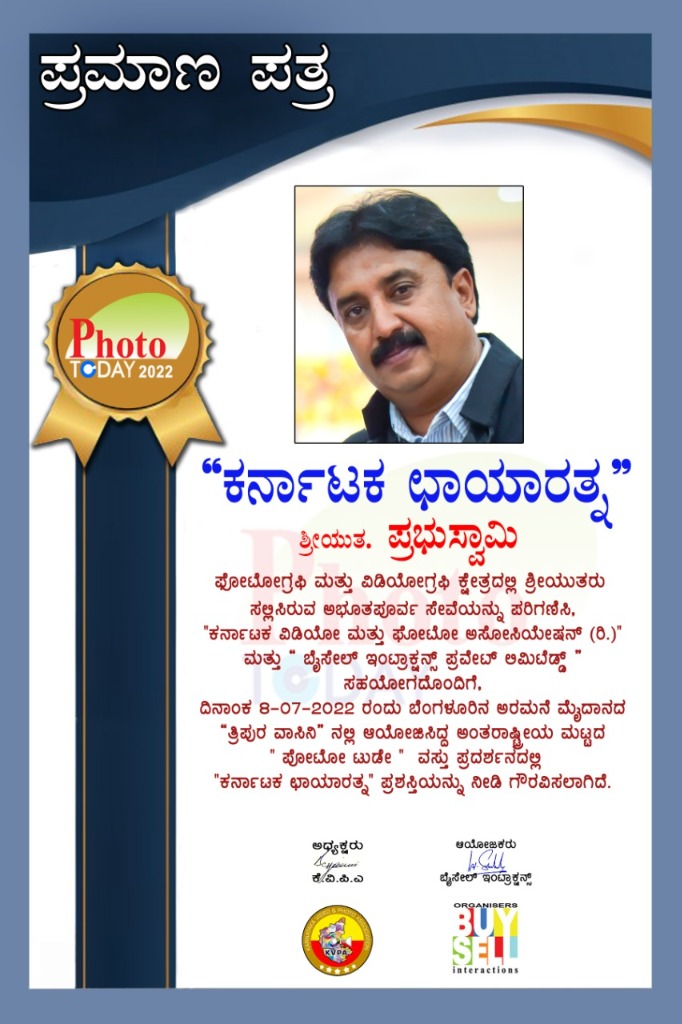 ಪ್ರಮಾಣ ಪತ್ರ
Photo
TODAY 2022
“ಕರ್ನಾಟಕ ಛಾಯಾರತ್ನ”
ಶ್ರೀಯುತ. ಪ್ರಭುಸ್ವಾಮಿ
ಫೋಟೋಗ್ರಫಿ ಮತ್ತು ವಿಡಿಯೋಗ್ರಫಿ ಕ್ಷೇತ್ರದಲ್ಲಿ ಶ್ರೀಯುತರು
ಸಲ್ಲಿಸಿರುವ ಅಭೂತಪೂರ್ವ ಸೇವೆಯನ್ನು ಪರಿಗಣಿಸಿ,
"ಕರ್ನಾಟಕ ವಿಡಿಯೋ ಮತ್ತು ಫೋಟೋ ಅಸೋಸಿಯೇಷನ್ (ರಿ.)"
ಮತ್ತು “ ಬೈಸೇಲ್ ಇಂಟ್ರಾಕ್ಷನ್ಸ್ ಪ್ರವೇಟ್ ಲಿಮಿಟೆಡ್ಡ್ ”
ಸಹಯೋಗದೊಂದಿಗೆ,
ದಿನಾಂಕ 8-07-2022 ರಂದು ಬೆಂಗಳೂರಿನ ಅರಮನೆ ಮೈದಾನದ
“ತ್ರಿಪುರ ವಾಸಿನಿ” ನಲ್ಲಿ ಆಯೋಜಿಸಿದ್ದ ಅಂತರಾಷ್ಟ್ರೀಯ ಮಟ್ಟದ
" ಪೋಟೋ ಟುಡೇ " ವಸ್ತು ಪ್ರದರ್ಶನದಲ್ಲಿ
"ಕರ್ನಾಟಕ ಛಾಯಾರತ್ನ" ಪ್ರಶಸ್ತಿಯನ್ನು ನೀಡಿ ಗೌರವಿಸಲಾಗಿದೆ.
ಅಧ್ಯಕ್ಷರು
ಕೆ.ವಿ.ಪಿ.ಎ
ಆಯೋಜಕರು
ಬೈಸೇಲ್ ಇಂಟ್ರಾಕ್ಷನ್ಸ್
KVPA
ORGANISERS
BUY
SELL
interactions